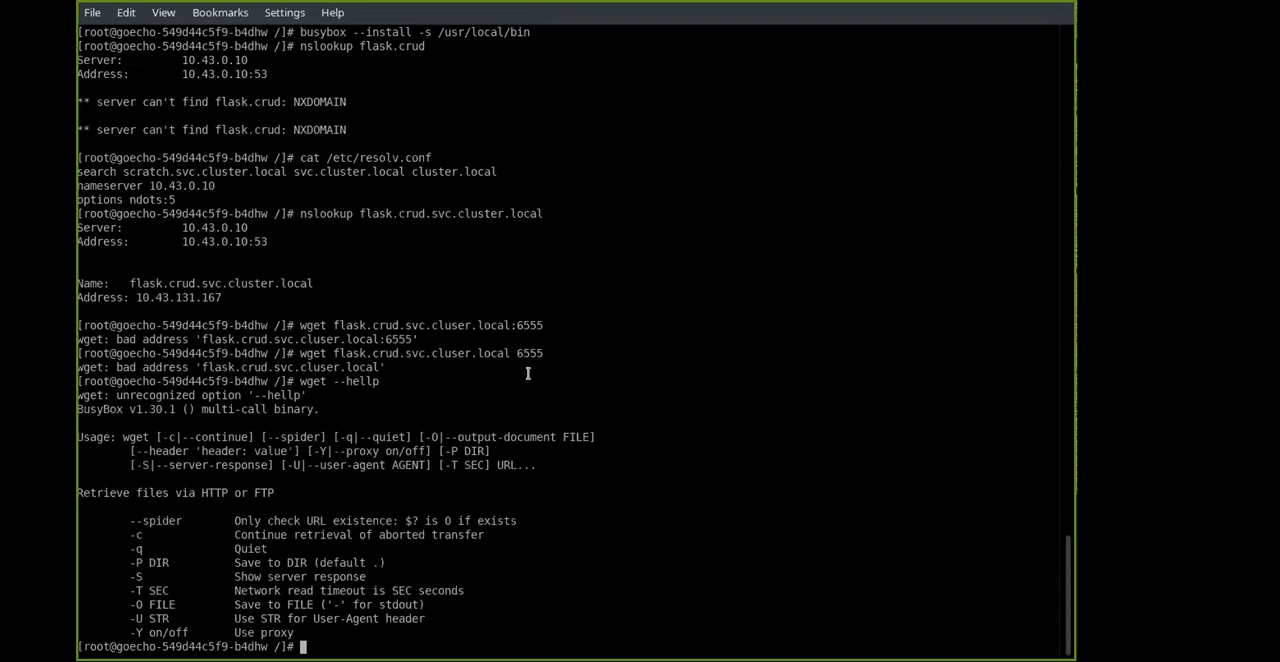 File Edit View Bookmarks Settings Help
[root@goecho-549d44c5f9-b4dhw /]# busybox --install -s /usr/local/bin
[root@goecho-549d44c5f9-b4dhw /]# nslookup flask.crud
Server: 10.43.0.10
Address: 10.43.0.10:53
** server can't find flask.crud: NXDOMAIN
** server can't find flask.crud: NXDOMAIN
[root@goecho-549d44c5f9-b4dhw /]# cat /etc/resolv.conf
search scratch.svc.cluster.local svc.cluster.local cluster.local
nameserver 10.43.0.10
options ndots:5
[root@goecho-549d44c5f9-b4dhw /]# nslookup flask.crud.svc.cluster.local
Server: 10.43.0.10
Address: 10.43.0.10:53
Name: flask.crud.svc.cluster.local
Address: 10.43.131.167
[root@goecho-549d44c5f9-b4dhw /]# wget flask.crud.svc.cluser.local:6555
wget: bad address 'flask.crud.svc.cluser.local:6555'
[root@goecho-549d44c5f9-b4dhw /]# wget flask.crud.svc.cluser.local 6555
wget: bad address 'flask.crud.svc.cluser.local'
[root@goecho-549d44c5f9-b4dhw /]# wget --hellp
wget: unrecognized option '--hellp'
BusyBox v1.30.1 () multi-call binary.
Usage: wget [-c|--continue] [--spider] [-q|--quiet] [-O|--output-document FILE]
[--header 'header: value'] [-Y|--proxy on/off] [-P DIR]
[-S|--server-response] [-U|--user-agent AGENT] [-T SEC] URL...
Retrieve files via HTTP or FTP
--spider Only check URL existence: $? is 0 if exists
-c Continue retrieval of aborted transfer
-q Quiet
-P DIR Save to DIR (default .)
-S Show server response
-T SEC Network read timeout is SEC seconds
-O FILE Save to FILE ('-' for stdout)
-U STR Use STR for User-Agent header
-Y on/off Use proxy
[root@goecho-549d44c5f9-b4dhw /]#